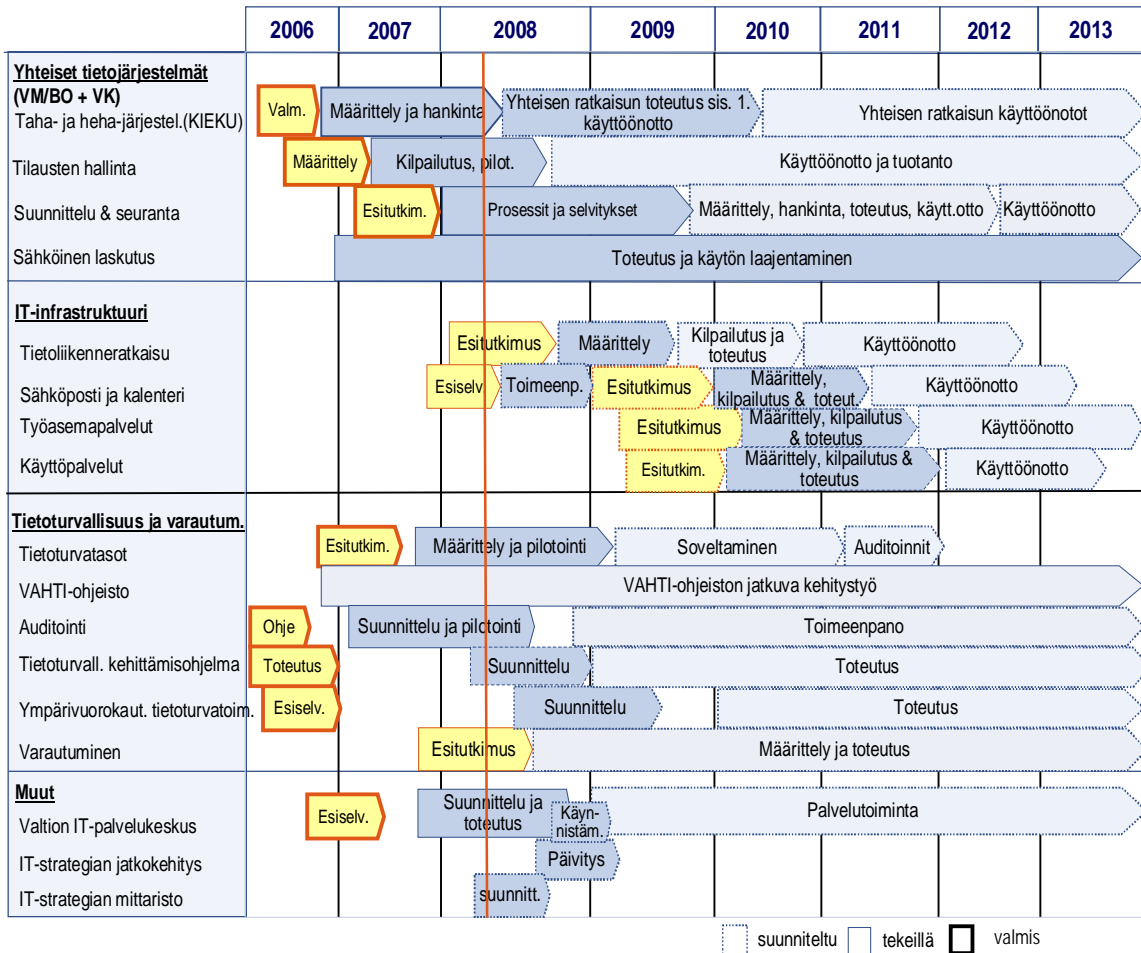 2006 2007 2008 2009 2010 2011 2012 2013
Yhteiset tietojärjestelmät
(VM/BO + VK)
Taha- ja heha-järjestel.(KIEKU)
Valm.
Määrittely ja hankinta
Yhteisen ratkaisun toteutus sis. 1.
käyttöönotto
Yhteisen ratkaisun käyttöönotot
Tilausten hallinta
Määrittely
Kilpailutus, pilot.
Käyttöönotto ja tuotanto
Suunnittelu & seuranta
Esitutkim.
Prosessit ja selvitykset
Määrittely, hankinta, toteutus, käytt.otto
Käyttöönotto
Sähköinen laskutus
Toteutus ja käytön laajentaminen
IT-infrastruktuuri
Tietoliikenneratkaisu
Esitutkimus
Määrittely
Kilpailutus ja
toteutus
Käyttöönotto
Sähköposti ja kalenteri
Esiselv.
Toimeenp.
Esitutkimus
Määrittely,
kilpailutus & toteut.
Käyttöönotto
Työasemapalvelut
Esitutkimus
Määrittely, kilpailutus
& toteutus
Käyttöönotto
Käyttöpalvelut
Esitutkim.
Määrittely, kilpailutus &
toteutus
Käyttöönotto
Tietoturvallisuus ja varautum.
Tietoturvatasot
Esitutkim.
Määrittely ja pilotointi
Soveltaminen
Auditoinnit
VAHTI-ohjeisto
VAHTI-ohjeiston jatkuva kehitystyö
Auditointi
Ohje
Suunnittelu ja pilotointi
Toimeenpano
Tietoturvall. kehittämisohjelma
Toteutus
Suunnittelu
Toteutus
Ympärivuorokaut. tietoturvatoim.
Esiselv.
Suunnittelu
Toteutus
Varautuminen
Esitutkimus
Määrittely ja toteutus
Muut
Valtion IT-palvelukeskus
Esiselv.
Suunnittelu ja
toteutus
Käyn-
nistäm.
Palvelutoiminta
IT-strategian jatkokehitys
Päivitys
IT-strategian mittaristo
suunnitt.
suunniteltu tekeillä valmis